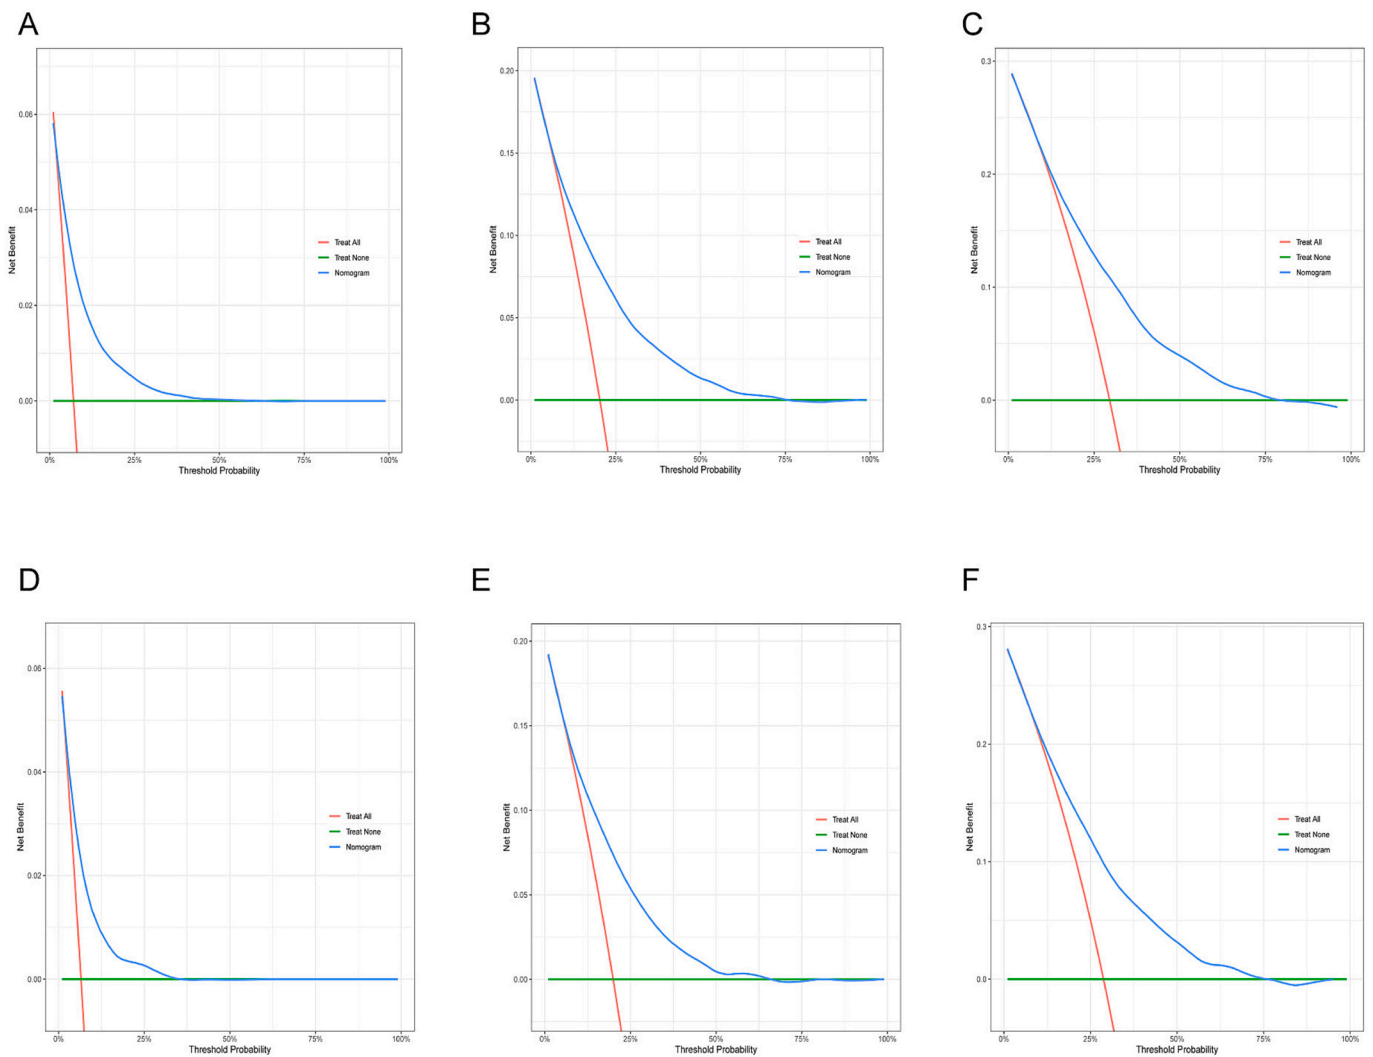 A
Net Benefit
0.06
0.04
0.02
0.00
Treat All
Treat None
Nomogram
0%
25%
50%
75%
100%
Threshold Probability
B
Net Benefit
0.20
0.15
0.10
0.05
0.00
Treat All
Treat None
Nomogram
0%
25%
50%
75%
100%
Threshold Probability
C
Net Benefit
0.3
0.2
0.1
0.0
Treat All
Treat None
Nomogram
0%
25%
50%
75%
100%
Threshold Probability
D
Net Benefit
0.06
0.04
0.02
0.00
Treat All
Treat None
Nomogram
0%
25%
50%
75%
100%
Threshold Probability
E
Net Benefit
0.20
0.15
0.10
0.05
0.00
Treat All
Treat None
Nomogram
0%
25%
50%
75%
100%
Threshold Probability
F
Net Benefit
0.3
0.2
0.1
0.0
Treat All
Treat None
Nomogram
0%
25%
50%
75%
100%
Threshold Probability